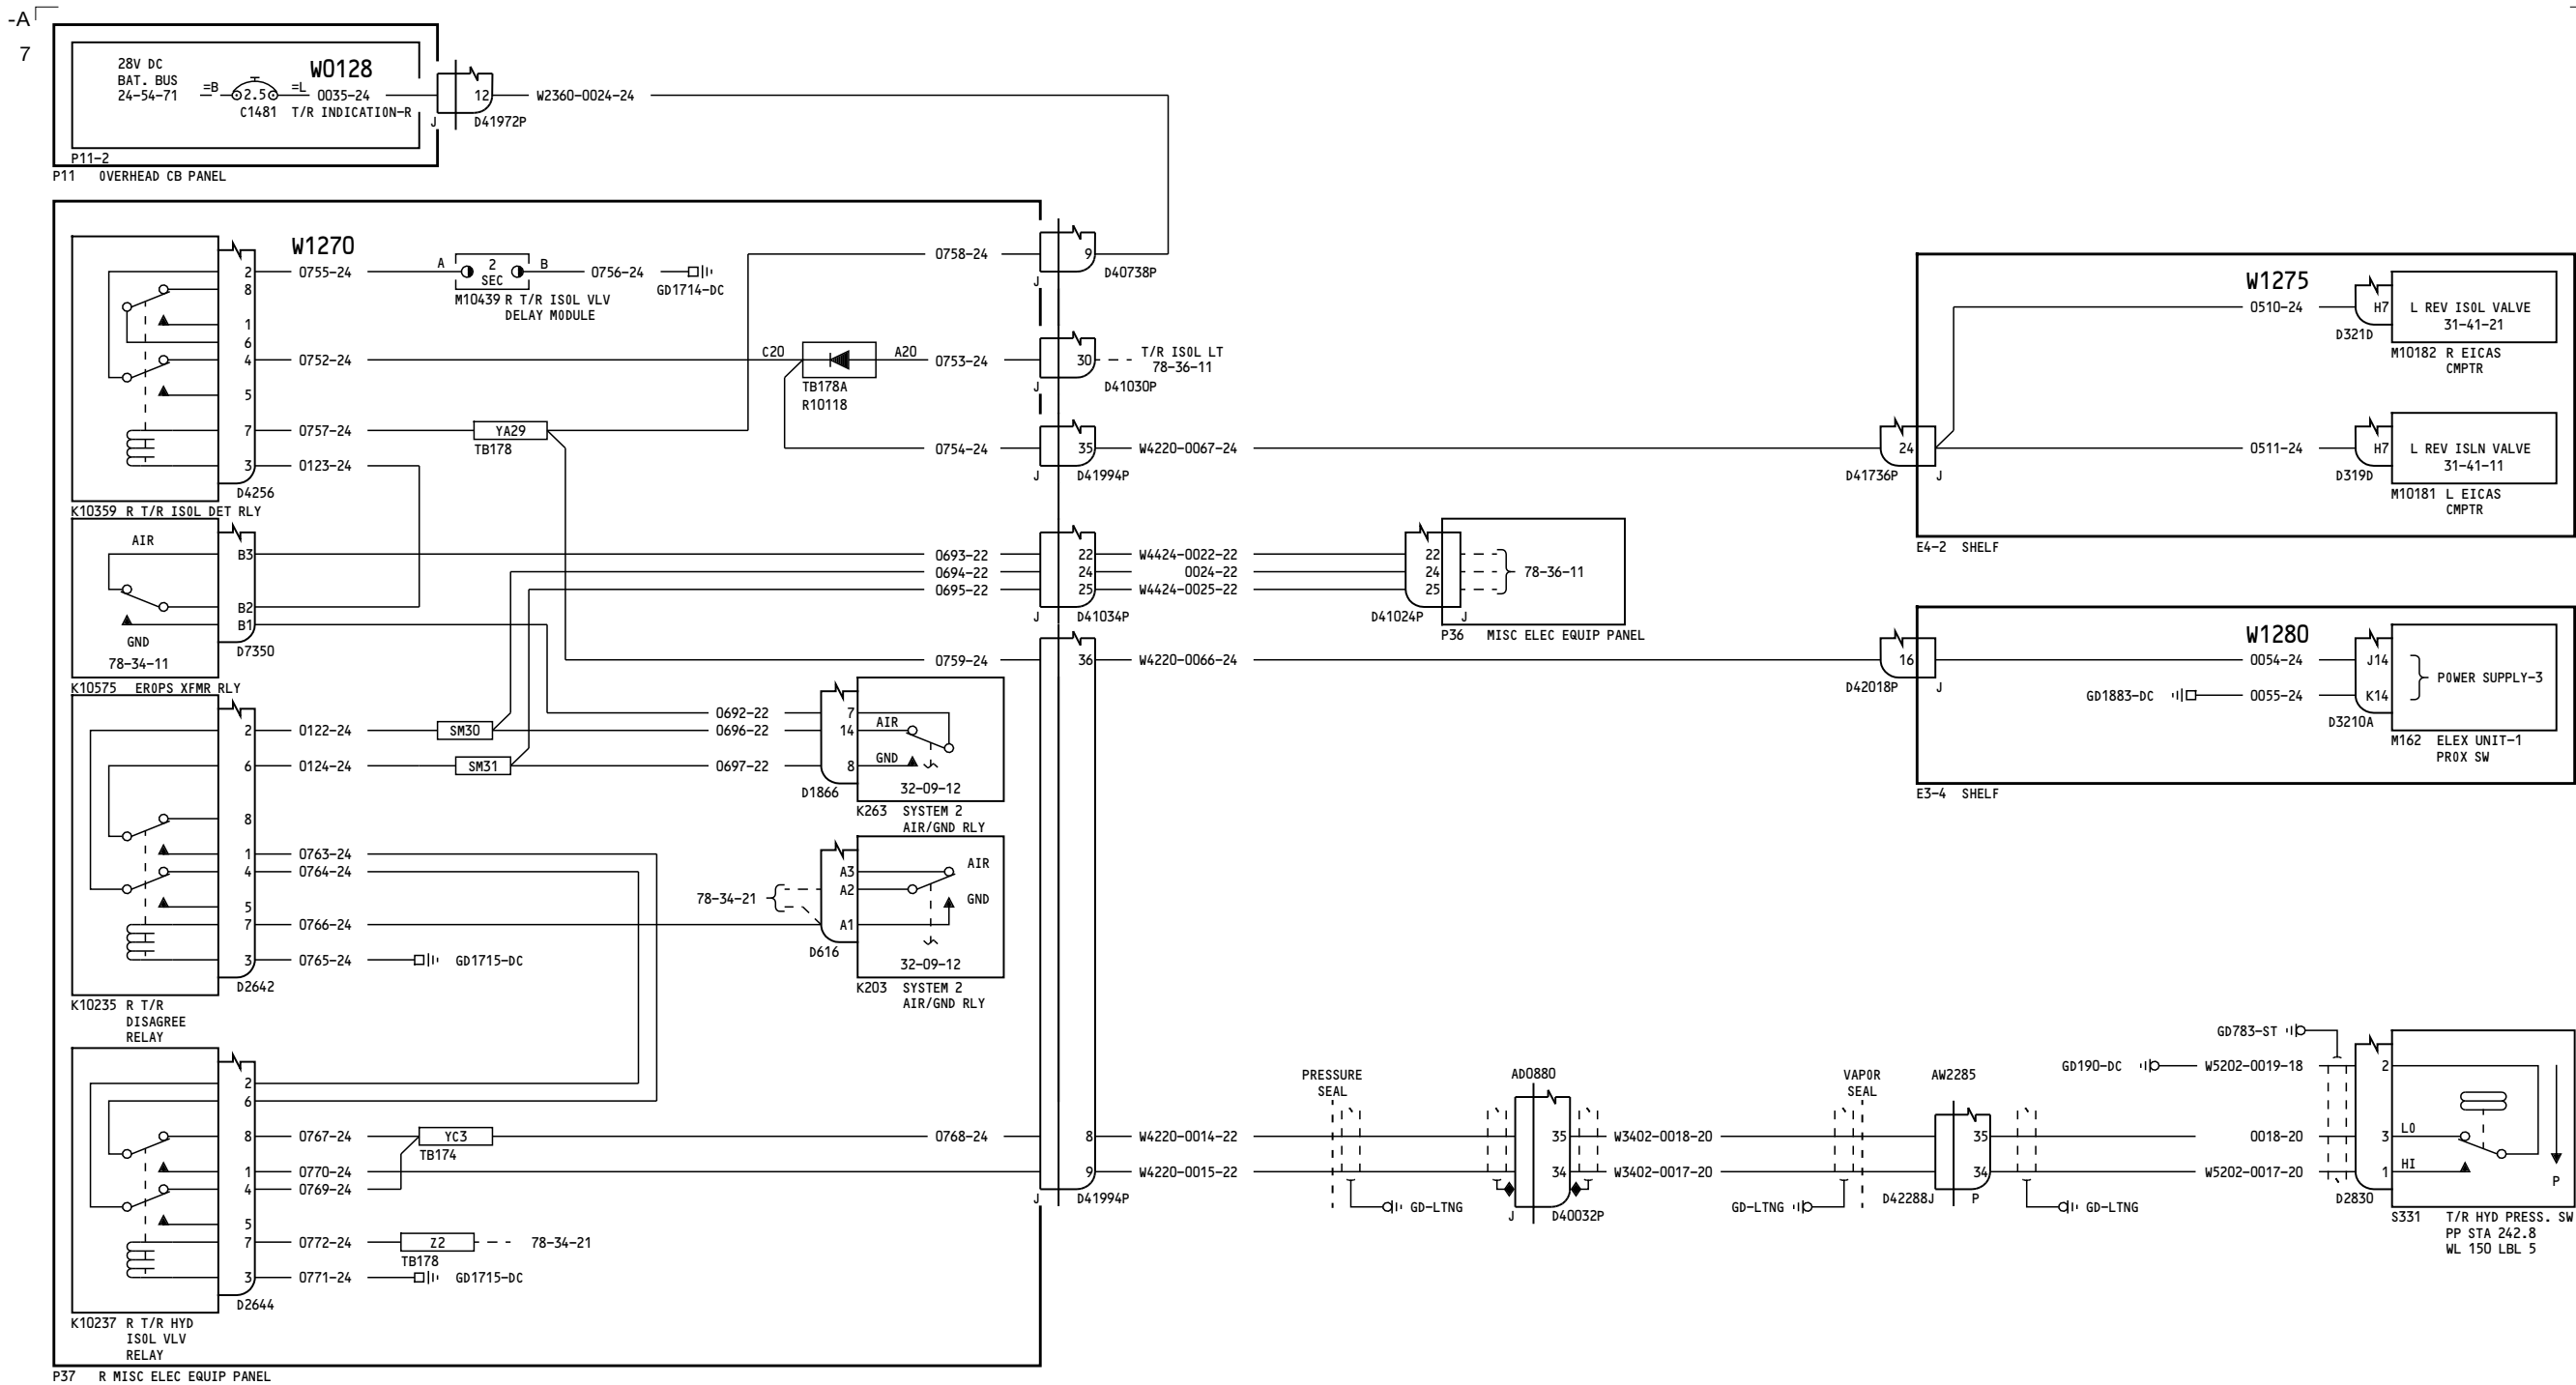 -A
7
28V DC
BAT. BUS
24-54-71
=B
2.5
=L
C1481
W0128
0035-24
T/R INDICATION-R
J
12
D41972P
W2360-0024-24
P11-2
P11 OVERHEAD CB PANEL
W1270
2
8
1
6
4
5
7
3
D4256
K10359 R T/R ISOL DET RLY
0755-24
A
2
SEC
B
M10439 R T/R ISOL VLV
DELAY MODULE
0756-24
GD1714-DC
0758-24
J
9
D40738P
0752-24
C20
A20
TB178A
R10118
0753-24
J
30
D41030P
T/R ISOL LT
78-36-11
0757-24
YA29
TB178
0754-24
J
35
D41994P
W4220-0067-24
0123-24
24
D41736P
J
W1275
0510-24
H7
D321D
L REV ISOL VALVE
31-41-21
M10182 R EICAS
CMPTR
0511-24
H7
D319D
L REV ISLN VALVE
31-41-11
M10181 L EICAS
CMPTR
E4-2 SHELF
AIR
GND
78-34-11
B3
B2
B1
D7350
K10575 EROPS XFMR RLY
0693-22
0694-22
0695-22
22
24
25
J
D41034P
W4424-0022-22
0024-22
W4424-0025-22
22
24
25
D41024P
J
78-36-11
P36 MISC ELEC EQUIP PANEL
0759-24
36
W4220-0066-24
16
D42018P
J
W1280
0054-24
J14
GD1883-DC
0055-24
K14
D3210A
POWER SUPPLY-3
M162 ELEX UNIT-1
PROX SW
E3-4 SHELF
2
6
8
1
4
5
7
3
D2642
K10235 R T/R
DISAGREE
RELAY
0122-24
SM30
0124-24
SM31
0692-22
0696-22
0697-22
7
14
8
D1866
AIR
GND
32-09-12
K263 SYSTEM 2
AIR/GND RLY
0763-24
0764-24
0766-24
0765-24
GD1715-DC
78-34-21
A3
A2
A1
D616
AIR
GND
32-09-12
K203 SYSTEM 2
AIR/GND RLY
2
6
8
1
4
5
7
3
D2644
K10237 R T/R HYD
ISOL VLV
RELAY
0767-24
YC3
TB174
0768-24
0770-24
0769-24
0772-24
Z2
TB178
78-34-21
0771-24
GD1715-DC
8
9
J
D41994P
W4220-0014-22
W4220-0015-22
PRESSURE
SEAL
GD-LTNG
AD0880
35
34
J
D40032P
W3402-0018-20
W3402-0017-20
VAPOR
SEAL
GD-LTNG
AW2285
35
34
D42288J
P
GD-LTNG
GD783-ST
GD190-DC
W5202-0019-18
0018-20
W5202-0017-20
2
3
1
D2830
LO
HI
P
S331 T/R HYD PRESS. SW
PP STA 242.8
WL 150 LBL 5
P37 R MISC ELEC EQUIP PANEL